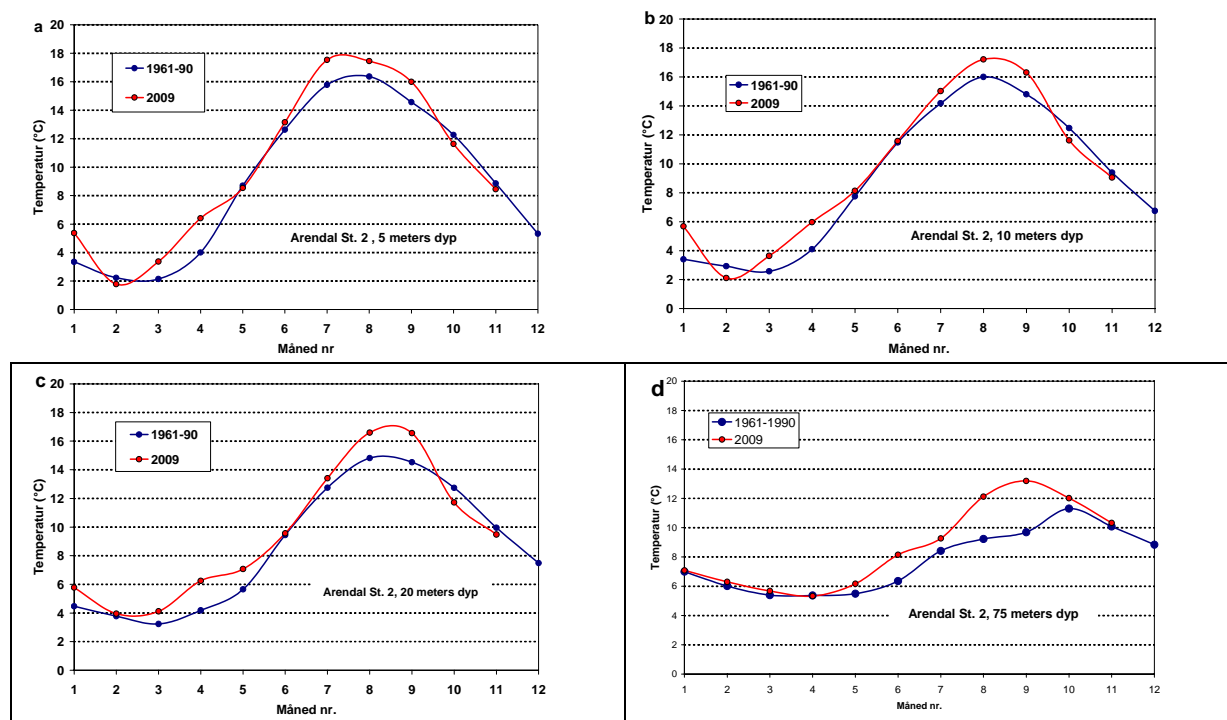 a
20
18
16
14
12
10
8
6
4
2
0
Temperatur (°C)
1961-90
2009
Arendal St. 2 , 5 meters dyp
1 2 3 4 5 6 7 8 9 10 11 12
Måned nr
b
20
18
16
14
12
10
8
6
4
2
0
Temperatur (°C)
1961-90
2009
Arendal St. 2, 10 meters dyp
1 2 3 4 5 6 7 8 9 10 11 12
Måned nr.
c
20
18
16
14
12
10
8
6
4
2
0
Temperatur (°C)
1961-90
2009
Arendal St. 2, 20 meters dyp
1 2 3 4 5 6 7 8 9 10 11 12
Måned nr.
d
20
18
16
14
12
10
8
6
4
2
0
Temperatur (°C)
1961-1990
2009
Arendal St. 2, 75 meters dyp
1 2 3 4 5 6 7 8 9 10 11 12
Måned nr.